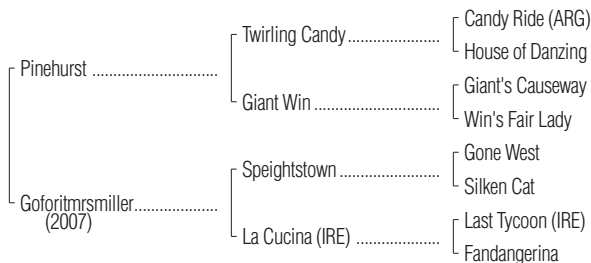 Candy Ride (ARG)
Twirling Candy
House of Danzing
Pinehurst
Giant's Causeway
Giant Win
Win's Fair Lady
Gone West
Speightstown
Silken Cat
Goforitmrsmiller
(2007)
Last Tycoon (IRE)
La Cucina (IRE)
Fandangerina